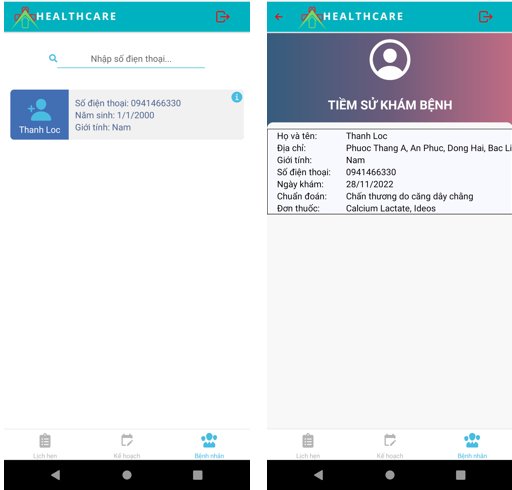 HEALTHCARE
Nhập số điện thoại...
Số điện thoại: 0941466330
Năm sinh: 1/1/2000
Giới tính: Nam
Thanh Loc
Lịch hẹn
Kế hoạch
Bệnh nhân
HEALTHCARE
TIỀM SỬ KHÁM BỆNH
Họ và tên: Thanh Loc
Địa chỉ: Phuoc Thang A, An Phuc, Dong Hai, Bac Li
Giới tính: Nam
Số điện thoại: 0941466330
Ngày khám: 28/11/2022
Chuẩn đoán: Chấn thương do căng dây chằng
Đơn thuốc: Calcium Lactate, Ideos
Lịch hẹn
Kế hoạch
Bệnh nhân